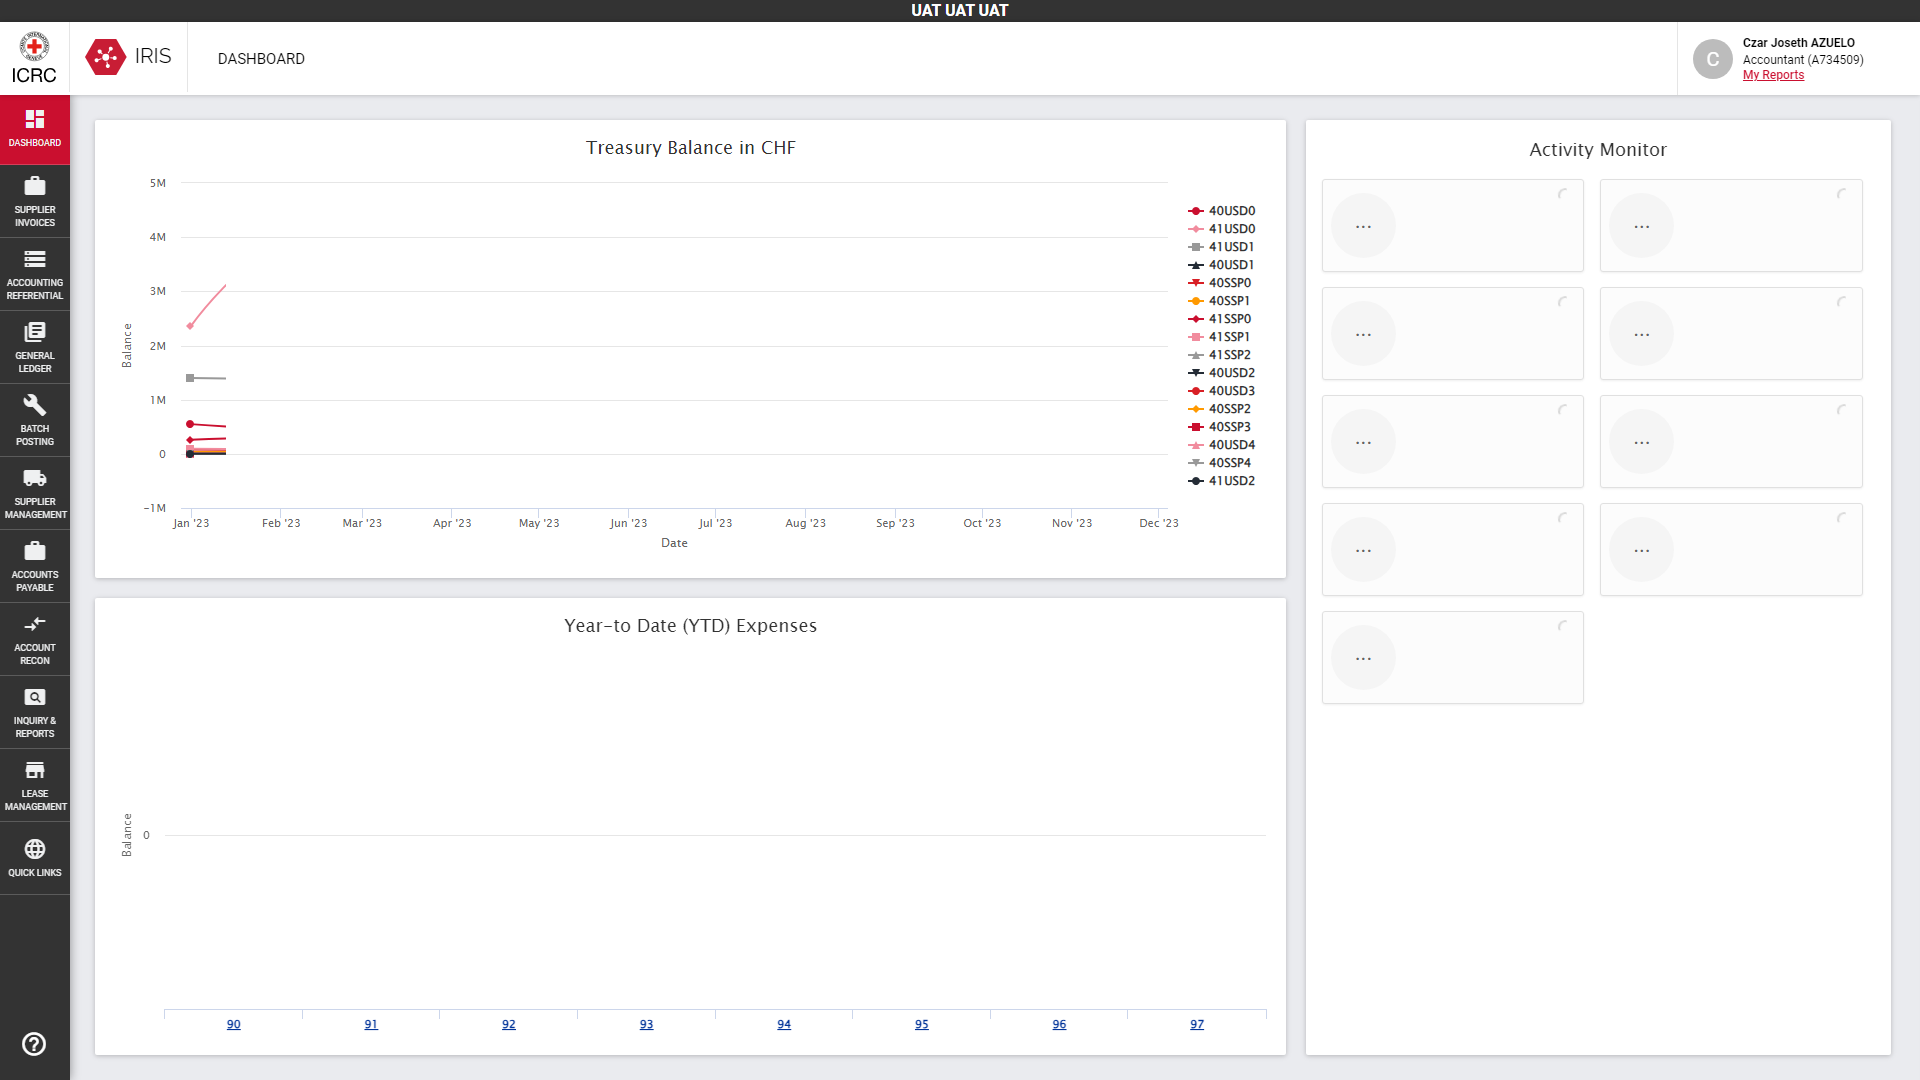 UAT UAT UAT
ICRC
IRIS
DASHBOARD
C
Czar Joseth AZUELO
Accountant (A734509)
My Reports
DASHBOARD
SUPPLIER
INVOICES
ACCOUNTING
REFERENTIAL
GENERAL
LEDGER
BATCH
POSTING
SUPPLIER
MANAGEMENT
ACCOUNTS
PAYABLE
ACCOUNT
RECON
INQUIRY &
REPORTS
LEASE
MANAGEMENT
QUICK LINKS
Treasury Balance in CHF
Balance
5M
4M
3M
2M
1M
0
-1M
Jan '23
Feb '23
Mar '23
Apr '23
May '23
Jun '23
Jul '23
Aug '23
Sep '23
Oct '23
Nov '23
Dec '23
Date
40USD0
41USD0
41USD1
40USD1
40SSP0
40SSP1
41SSP0
41SSP1
41SSP2
40USD2
40USD3
40SSP2
40SSP3
40USD4
40SSP4
41USD2
Year-to Date (YTD) Expenses
Balance
0
90
91
92
93
94
95
96
97
Activity Monitor
...
...
...
...
...
...
...
...
...